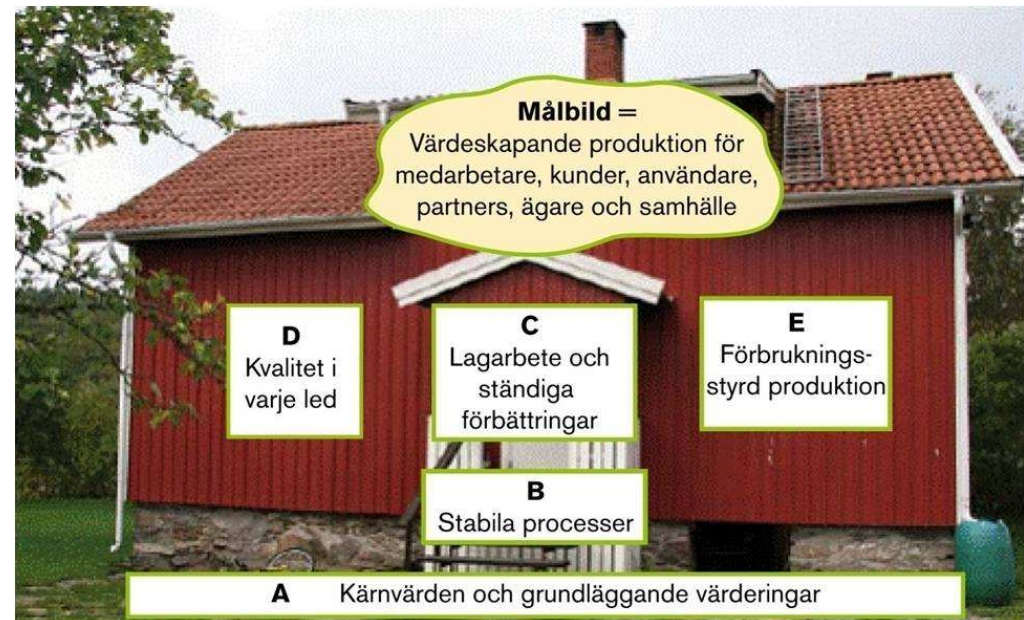 Målbild =
Värdeskapande produktion för
medarbetare, kunder, användare,
partners, ägare och samhälle
D
Kvalitet i
varje led
C
Lagarbete och
ständiga
förbättringar
E
Förbruknings-
styrd produktion
B
Stabila processer
A Kärnvärden och grundläggande värderingar